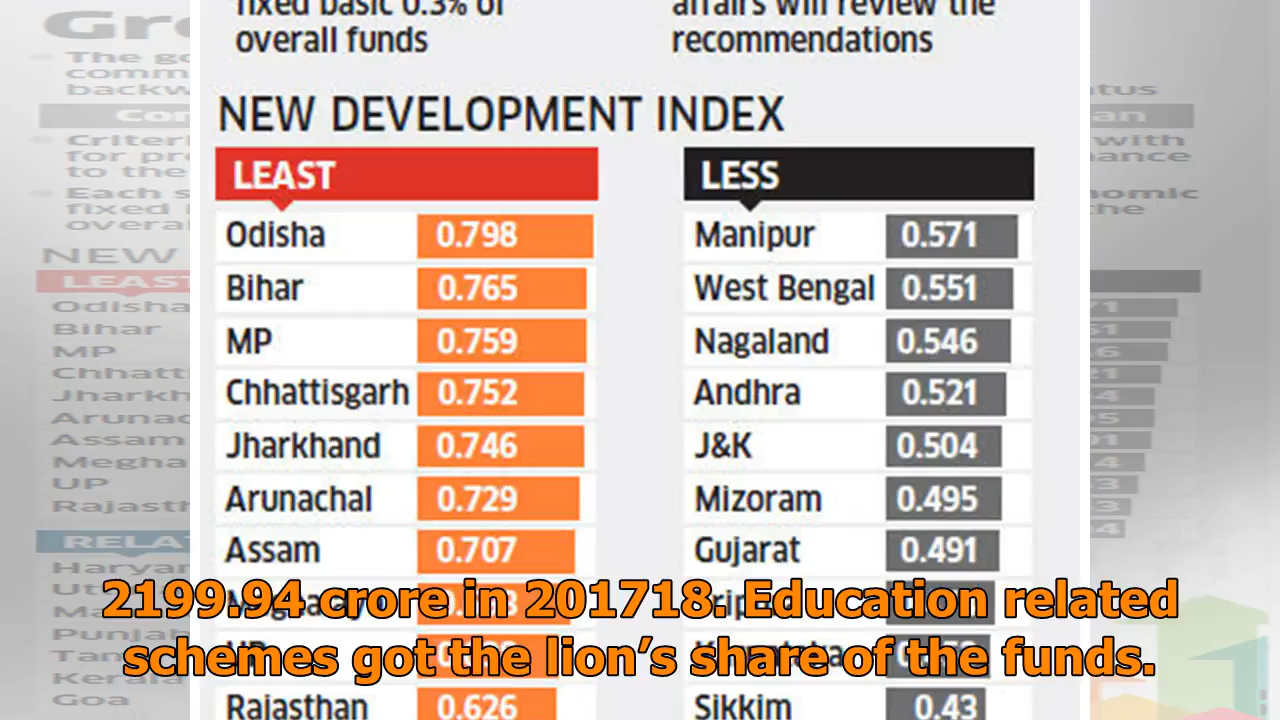 fixed basic 0.3% of
overall funds
affairs will review the
recommendations
NEW DEVELOPMENT INDEX
LEAST
Odisha 0.798
Bihar 0.765
MP 0.759
Chhattisgarh 0.752
Jharkhand 0.746
Arunachal 0.729
Assam 0.707
Rajasthan 0.626
LESS
Manipur 0.571
West Bengal 0.551
Nagaland 0.546
Andhra 0.521
J&K 0.504
Mizoram 0.495
Gujarat 0.491
Sikkim 0.43
2199.94 crore in 201718. Education related
schemes got the lion’s share of the funds.